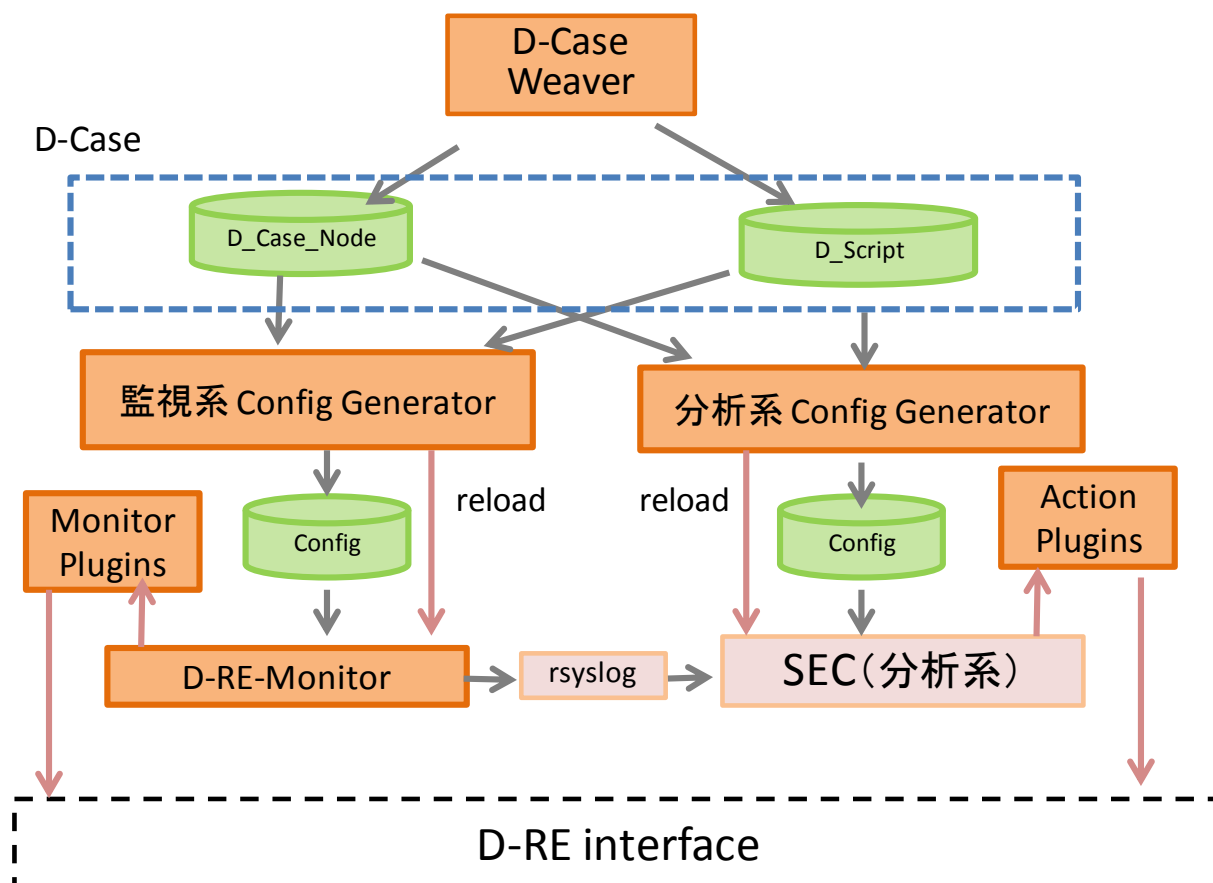 D-Case
Weaver
D-Case
D_Case_Node
D_Script
監視系 Config Generator
分析系 Config Generator
reload
reload
Monitor
Plugins
Config
Config
Action
Plugins
D-RE-Monitor
rsyslog
SEC(分析系)
D-RE interface